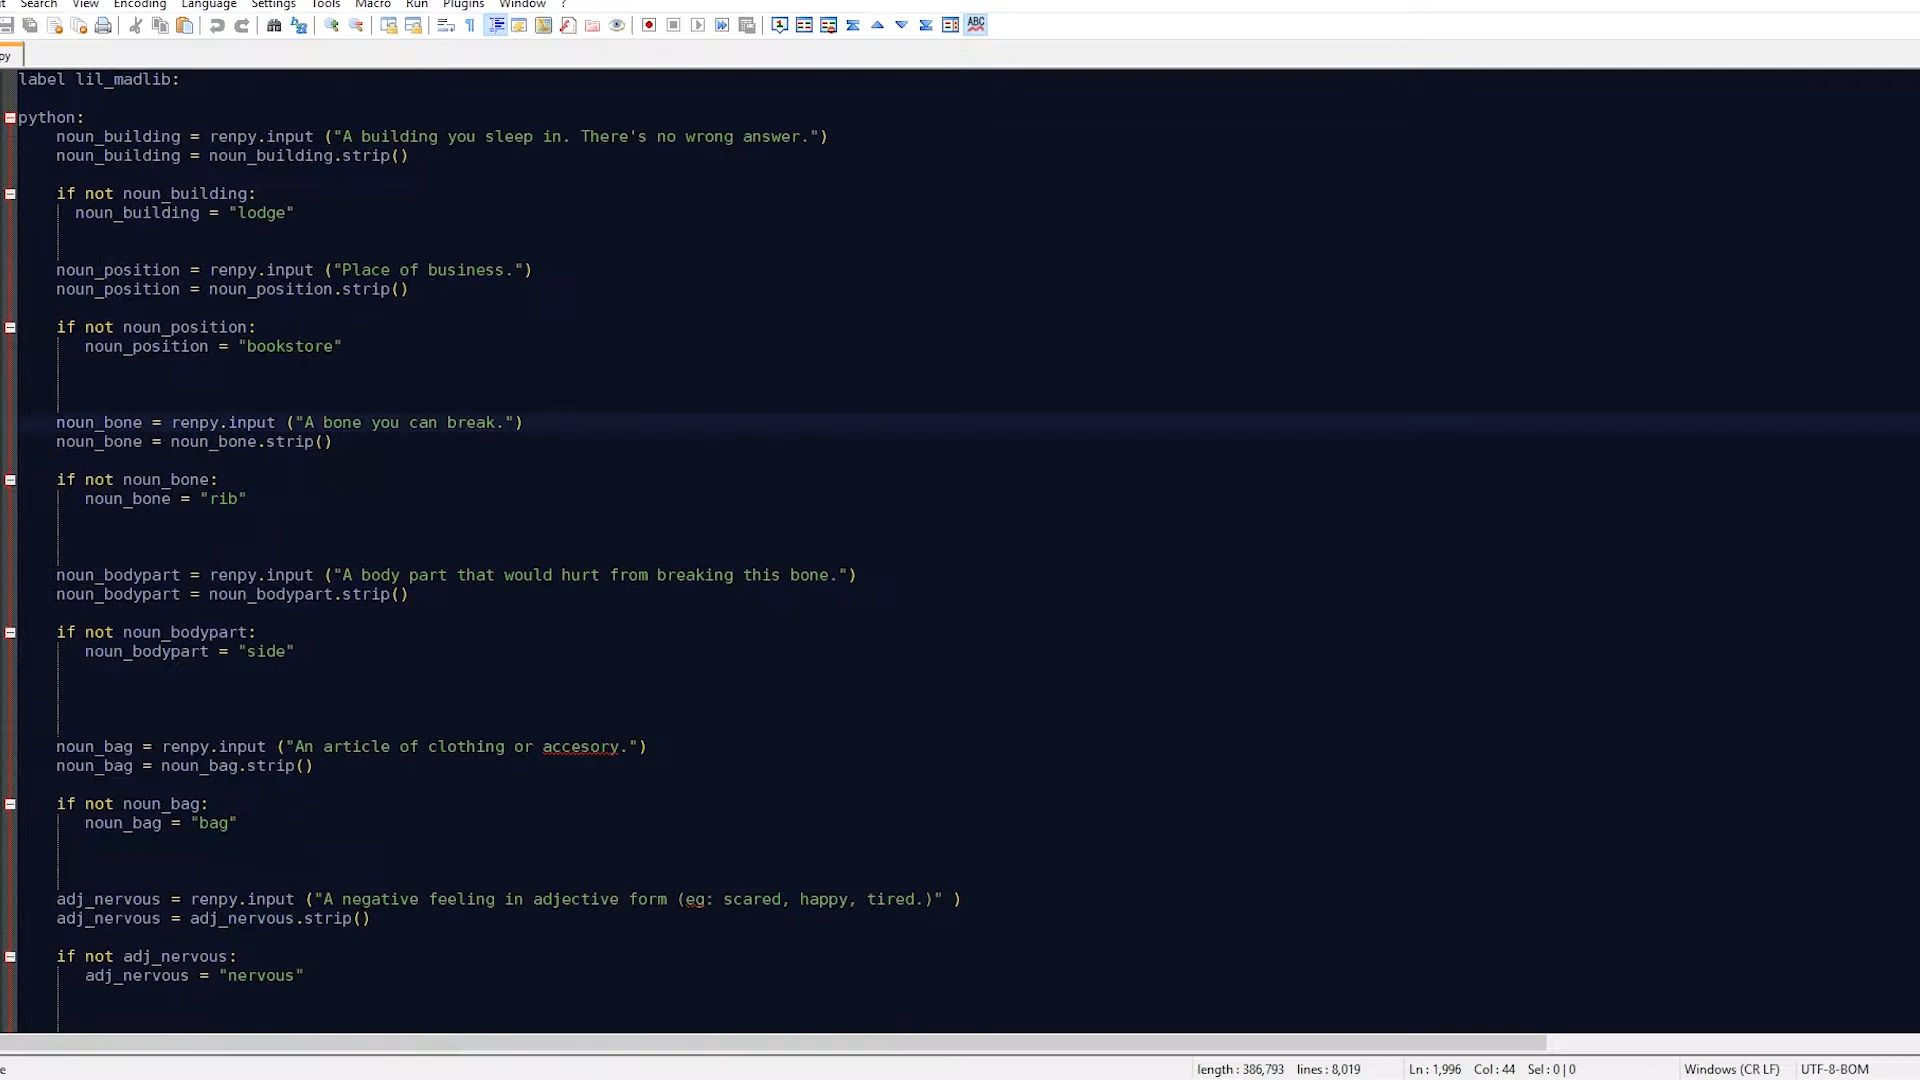 Search View Encoding Language Settings Tools Macro Run Plugins Window ?
ABC
py
label lil_madlib:
python:
noun_building = renpy.input ("A building you sleep in. There's no wrong answer.")
noun_building = noun_building.strip()
if not noun_building:
noun_building = "lodge"
noun_position = renpy.input ("Place of business.")
noun_position = noun_position.strip()
if not noun_position:
noun_position = "bookstore"
noun_bone = renpy.input ("A bone you can break.")
noun_bone = noun_bone.strip()
if not noun_bone:
noun_bone = "rib"
noun_bodypart = renpy.input ("A body part that would hurt from breaking this bone.")
noun_bodypart = noun_bodypart.strip()
if not noun_bodypart:
noun_bodypart = "side"
noun_bag = renpy.input ("An article of clothing or accesory.")
noun_bag = noun_bag.strip()
if not noun_bag:
noun_bag = "bag"
adj_nervous = renpy.input ("A negative feeling in adjective form (eg: scared, happy, tired.)" )
adj_nervous = adj_nervous.strip()
if not adj_nervous:
adj_nervous = "nervous"
length : 386,793 lines : 8,019 Ln : 1,996 Col : 44 Sel : 0 | 0 Windows (CR LF) UTF-8-BOM